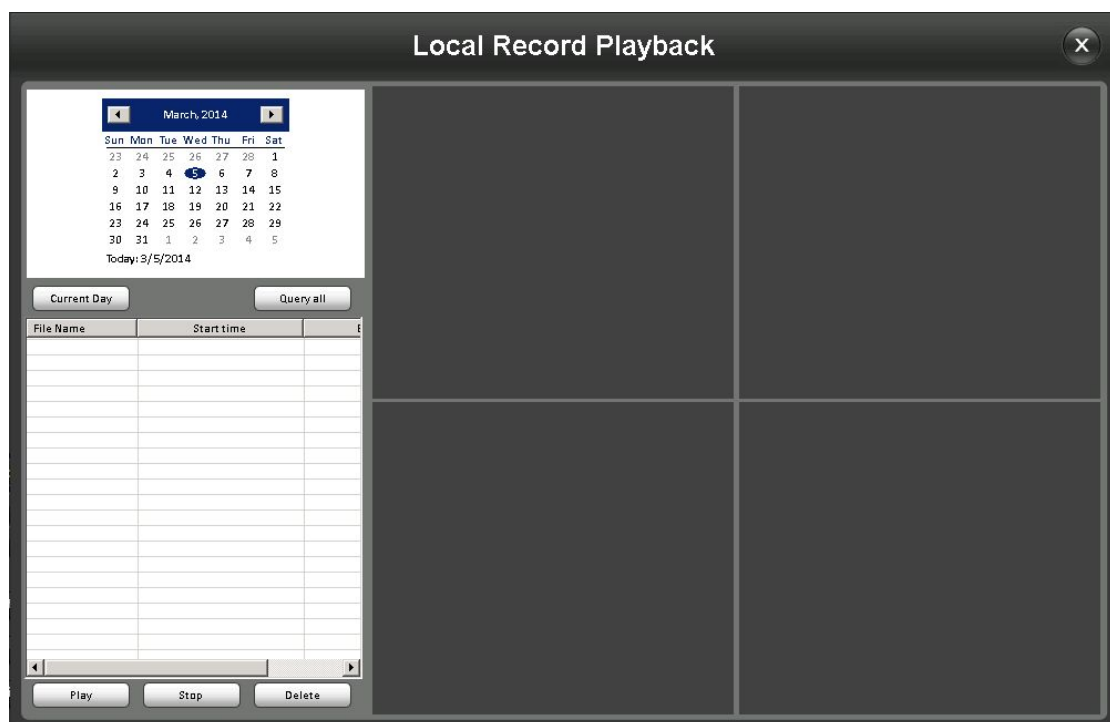 Local Record Playback
X
March, 2014
Sun Mon Tue Wed Thu Fri Sat
23 24 25 26 27 28 1
2 3 4 5 6 7 8
9 10 11 12 13 14 15
16 17 18 19 20 21 22
23 24 25 26 27 28 29
30 31 1 2 3 4 5
Today: 3/5/2014
Current Day Query all
File Name Start time
Play Stop Delete